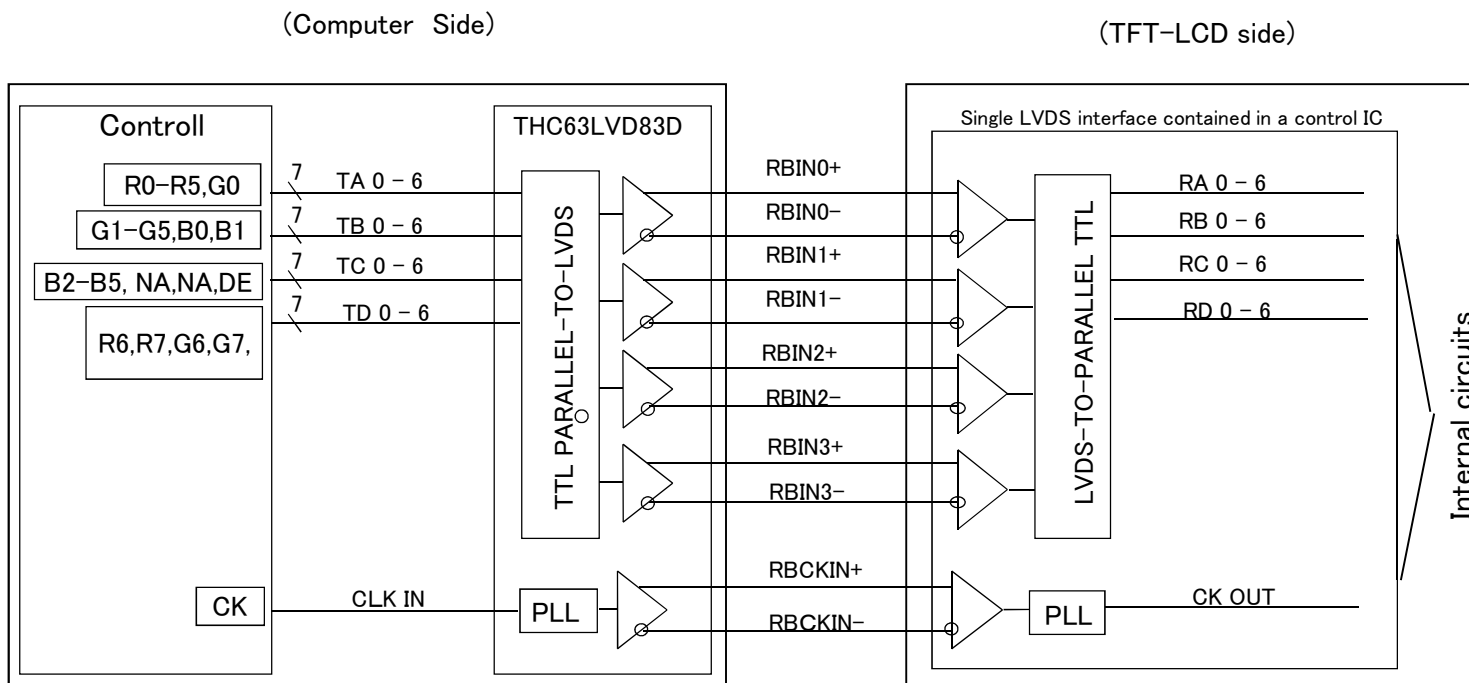 (Computer Side)
(TFT-LCD side)
Controll
THC63LVD83D
Single LVDS interface contained in a control IC
R0-R5,G0
7
TA 0 - 6
G1-G5,B0,B1
7
TB 0 - 6
B2-B5, NA,NA,DE
7
TC 0 - 6
R6,R7,G6,G7,
7
TD 0 - 6
TTL PARALLEL-TO-LVDS
RBIN0+
RBIN0-
RBIN1+
RBIN1-
RBIN2+
RBIN2-
RBIN3+
RBIN3-
LVDS-TO-PARALLEL TTL
RA 0 - 6
RB 0 - 6
RC 0 - 6
RD 0 - 6
Internal circuits
CK
CLK IN
PLL
RBCKIN+
RBCKIN-
PLL
CK OUT